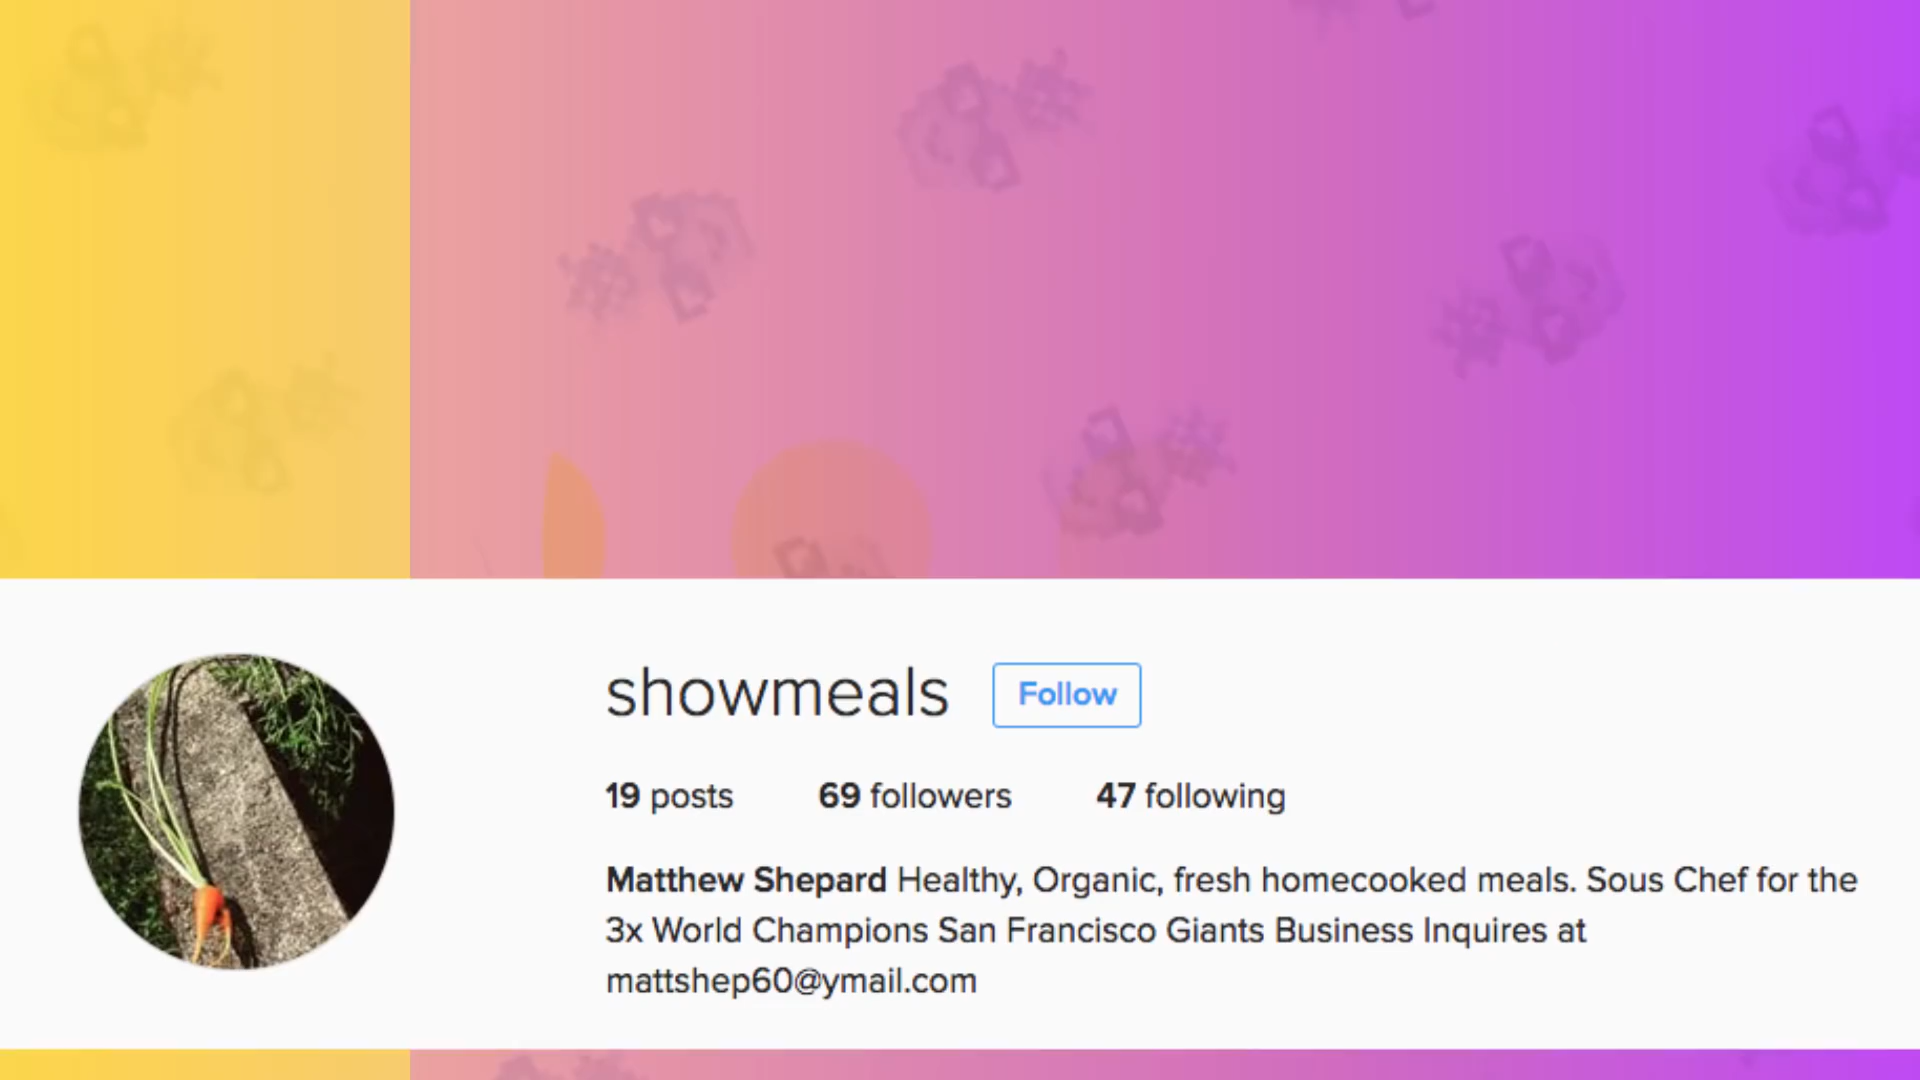 showmeals Follow
19 posts 69 followers 47 following
Matthew Shepard Healthy, Organic, fresh homecooked meals. Sous Chef for the
3x World Champions San Francisco Giants Business Inquires at
mattshep60@ymail.com